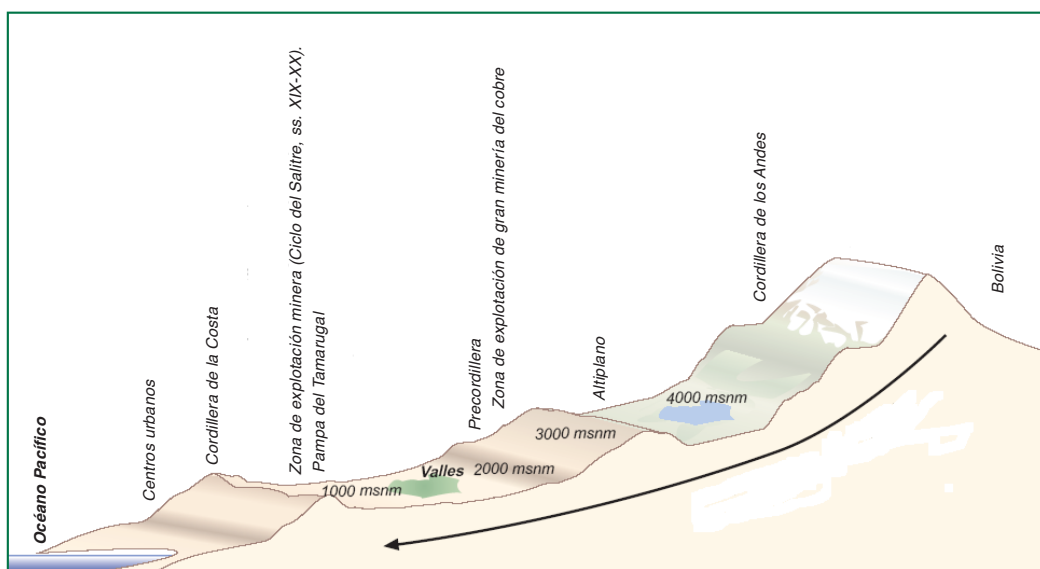 Océano Pacífico
Centros urbanos
Cordillera de la Costa
Zona de explotación minera (Ciclo del Salitre, ss. XIX-XX).
Pampa del Tamarugal
Precordillera
Zona de explotación de gran minería del cobre
Altiplano
Cordillera de los Andes
Bolivia
4000 msnm
3000 msnm
Valles
2000 msnm
1000 msnm